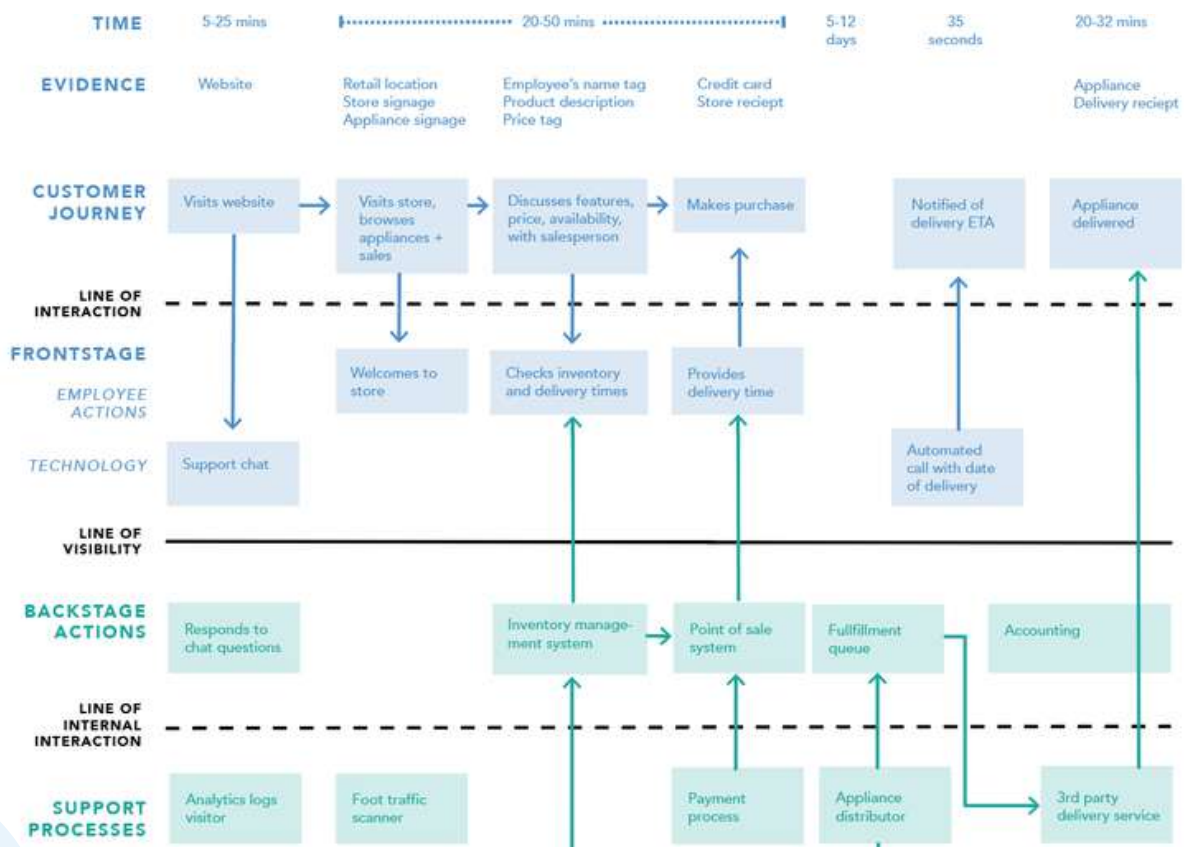 TIME
5-25 mins
20-50 mins
5-12
days
35
seconds
20-32 mins
EVIDENCE
Website
Retail location
Store signage
Appliance signage
Employee's name tag
Product description
Price tag
Credit card
Store reciept
Appliance
Delivery reciept
CUSTOMER
JOURNEY
Visits website
Visits store,
browses
appliances +
sales
Discusses features,
price, availability,
with salesperson
Makes purchase
Notified of
delivery ETA
Appliance
delivered
LINE OF
INTERACTION
FRONTSTAGE
EMPLOYEE
ACTIONS
Welcomes to
store
Checks inventory
and delivery times
Provides
delivery time
TECHNOLOGY
Support chat
Automated
call with date
of delivery
LINE OF
VISIBILITY
BACKSTAGE
ACTIONS
Responds to
chat questions
Inventory manage-
ment system
Point of sale
system
Fullfillment
queue
Accounting
LINE OF
INTERNAL
INTERACTION
SUPPORT
PROCESSES
Analytics logs
visitor
Foot traffic
scanner
Payment
process
Appliance
distributor
3rd party
delivery service